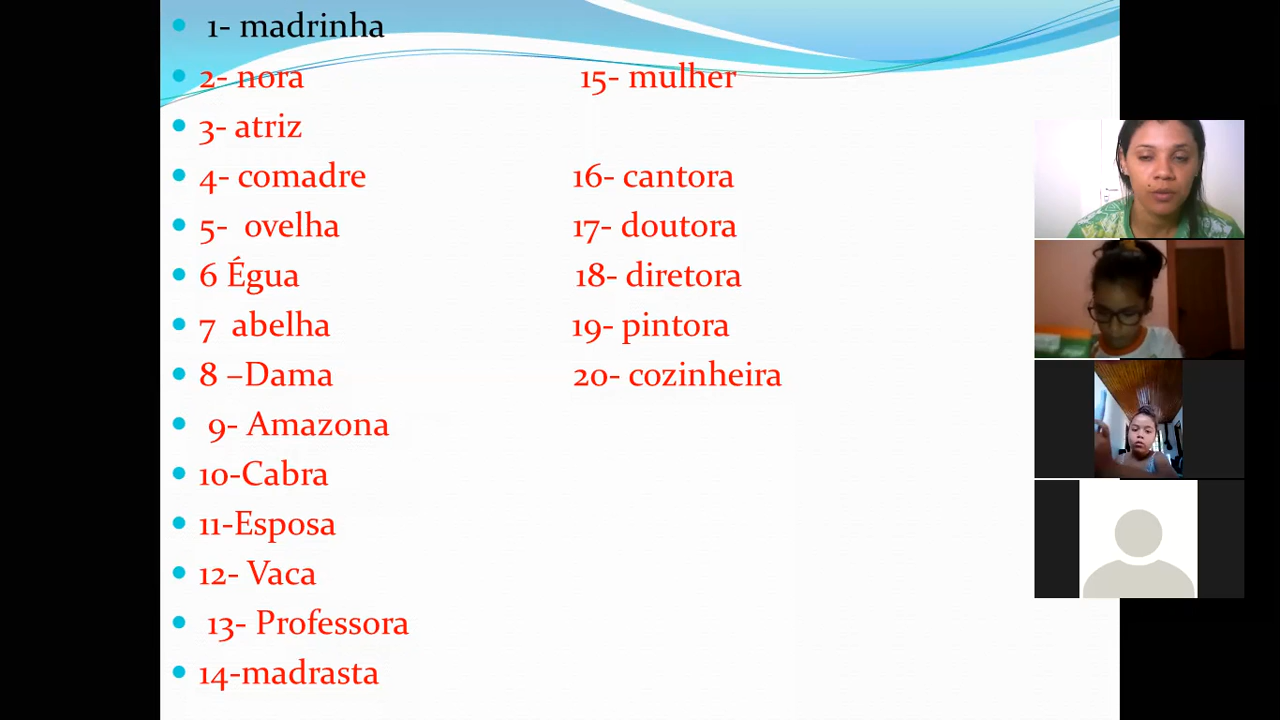 1- madrinha
2- nora
3- atriz
4- comadre
5- ovelha
6 Égua
7 abelha
8 –Dama
9- Amazona
10-Cabra
11-Esposa
12- Vaca
13- Professora
14-madrasta
15- mulher
16- cantora
17- doutora
18- diretora
19- pintora
20- cozinheira